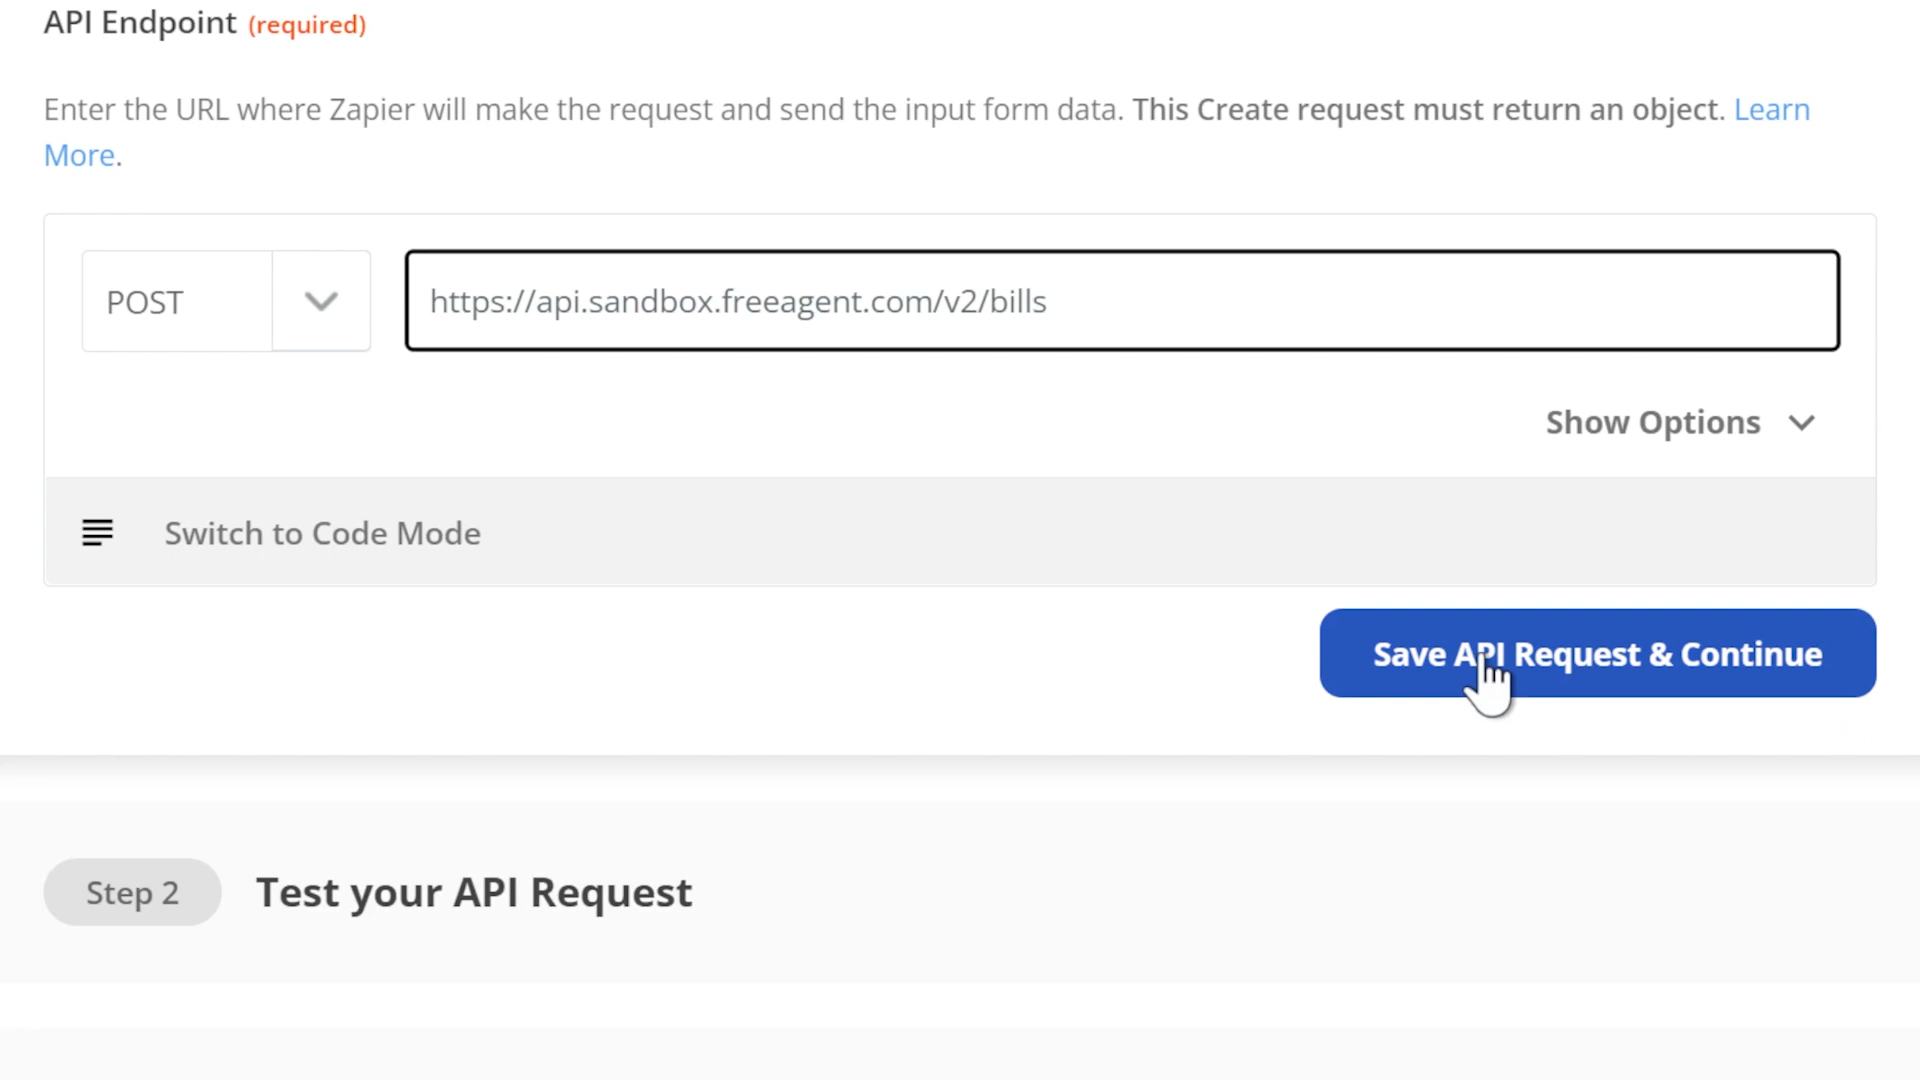 API Endpoint (required)
Enter the URL where Zapier will make the request and send the input form data. This Create request must return an object. Learn
More.
POST
https://api.sandbox.freeagent.com/v2/bills
Show Options
Switch to Code Mode
Save API Request & Continue
Step 2
Test your API Request